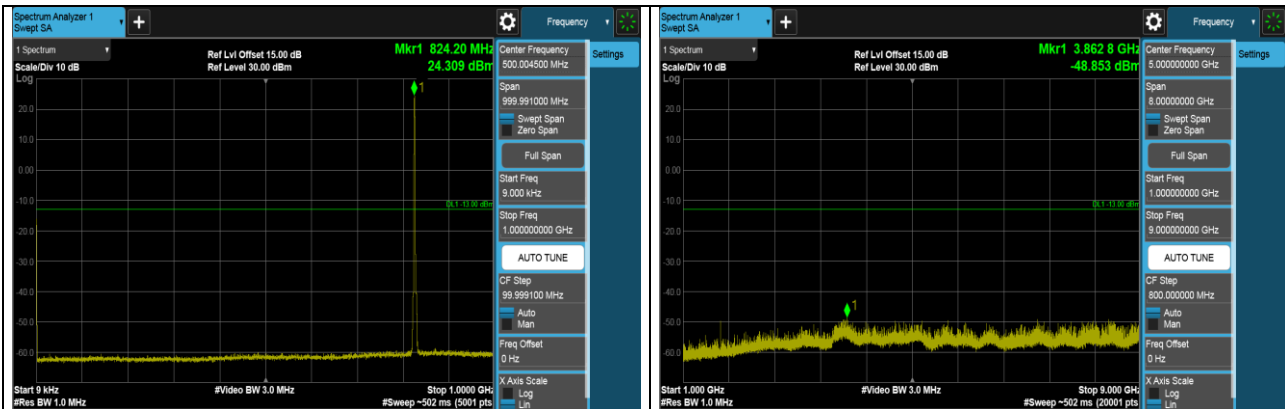 Spectrum Analyzer 1
Swept SA
+
Frequency
1 Spectrum
Scale/Div 10 dB
Log
Ref Lvl Offset 15.00 dB
Ref Level 30.00 dBm
Mkr1 824.20 MHz
24.309 dBm
1
20.0
10.0
0.00
-10.0
DL1 -13.00 dBm
-20.0
-30.0
-40.0
-50.0
-60.0
Start 9 kHz
#Video BW 3.0 MHz
Stop 1.0000 GHz
#Res BW 1.0 MHz
#Sweep ~502 ms (5001 pts
Center Frequency
500.004500 MHz
Settings
Span
999.991000 MHz
Swept Span
Zero Span
Full Span
Start Freq
9.000 kHz
Stop Freq
1.000000000 GHz
AUTO TUNE
CF Step
99.999100 MHz
Auto
Man
Freq Offset
0 Hz
X Axis Scale
Log
Lin
Spectrum Analyzer 1
Swept SA
+
Frequency
1 Spectrum
Scale/Div 10 dB
Log
Ref Lvl Offset 15.00 dB
Ref Level 30.00 dBm
Mkr1 3.862 8 GHz
-48.853 dBm
1
20.0
10.0
0.00
-10.0
DL1 -13.00 dBm
-20.0
-30.0
-40.0
-50.0
-60.0
Start 1.000 GHz
#Video BW 3.0 MHz
Stop 9.000 GHz
#Res BW 1.0 MHz
#Sweep ~502 ms (20001 pts
Center Frequency
5.000000000 GHz
Settings
Span
8.00000000 GHz
Swept Span
Zero Span
Full Span
Start Freq
1.000000000 GHz
Stop Freq
9.000000000 GHz
AUTO TUNE
CF Step
800.000000 MHz
Auto
Man
Freq Offset
0 Hz
X Axis Scale
Log
Lin